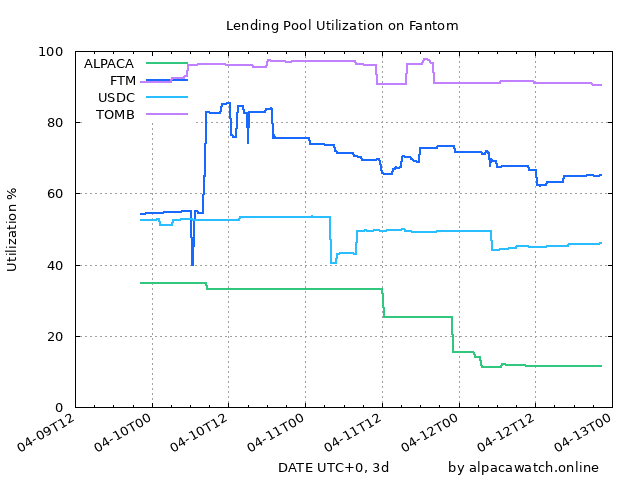 Lending Pool Utilization on Fantom
ALPACA
FTM
USDC
TOMB
Utilization %
100
80
60
40
20
0
04-09T12
04-10T00
04-10T12
04-11T00
04-11T12
04-12T00
04-12T12
04-13T00
DATE UTC+0, 3d
by alpacawatch.online